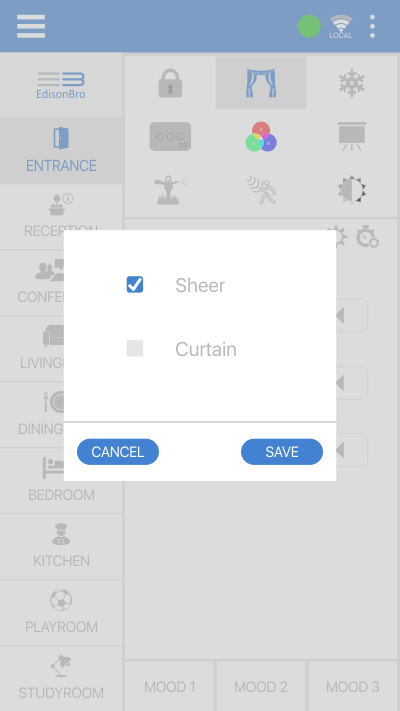 LOCAL
EdisonBro
ENTRANCE
RECEPTION
CONFE
LIVING
DINING
BEDROOM
KITCHEN
PLAYROOM
STUDYROOM
Sheer
Curtain
CANCEL
SAVE
MOOD 1
MOOD 2
MOOD 3